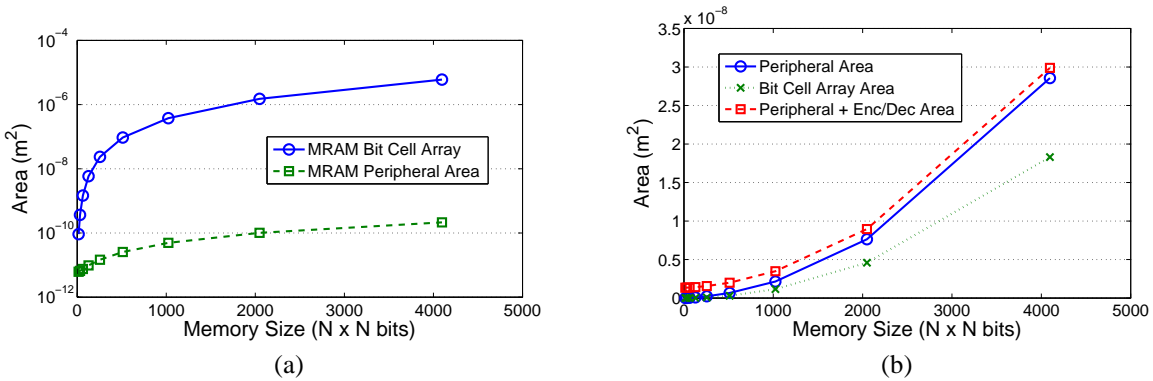 10^-4
10^-6
10^-8
10^-10
10^-12
Area (m^2)
0
1000
2000
3000
4000
5000
Memory Size (N x N bits)
MRAM Bit Cell Array
MRAM Peripheral Area
(a)
x 10^-8
3.5
3
2.5
2
1.5
1
0.5
0
Area (m^2)
0
1000
2000
3000
4000
5000
Memory Size (N x N bits)
Peripheral Area
Bit Cell Array Area
Peripheral + Enc/Dec Area
(b)